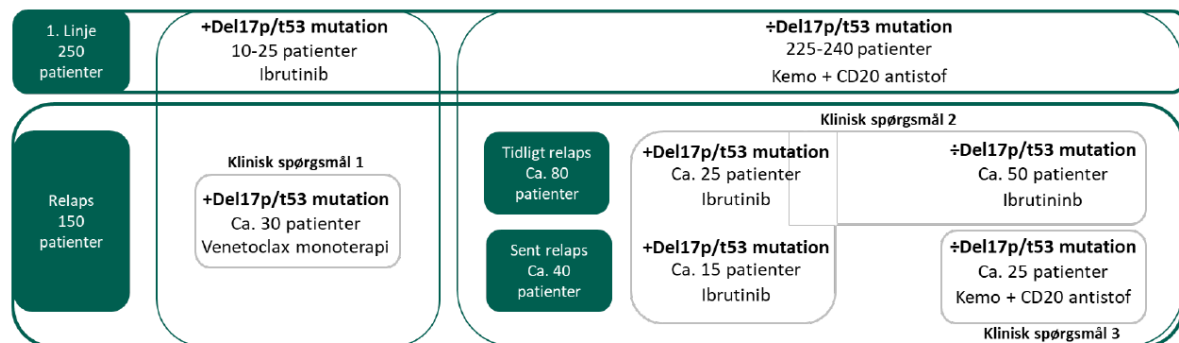 1. Linje
250
patienter
+Del17p/t53 mutation
10-25 patienter
Ibrutinib
÷Del17p/t53 mutation
225-240 patienter
Kemo + CD20 antistof
Relaps
150
patienter
Klinisk spørgsmål 1
+Del17p/t53 mutation
Ca. 30 patienter
Venetoclax monoterapi
Klinisk spørgsmål 2
Tidligt relaps
Ca. 80
patienter
+Del17p/t53 mutation
Ca. 25 patienter
Ibrutinib
÷Del17p/t53 mutation
Ca. 50 patienter
Ibrutininb
Sent relaps
Ca. 40
patienter
+Del17p/t53 mutation
Ca. 15 patienter
Ibrutinib
÷Del17p/t53 mutation
Ca. 25 patienter
Kemo + CD20 antistof
Klinisk spørgsmål 3